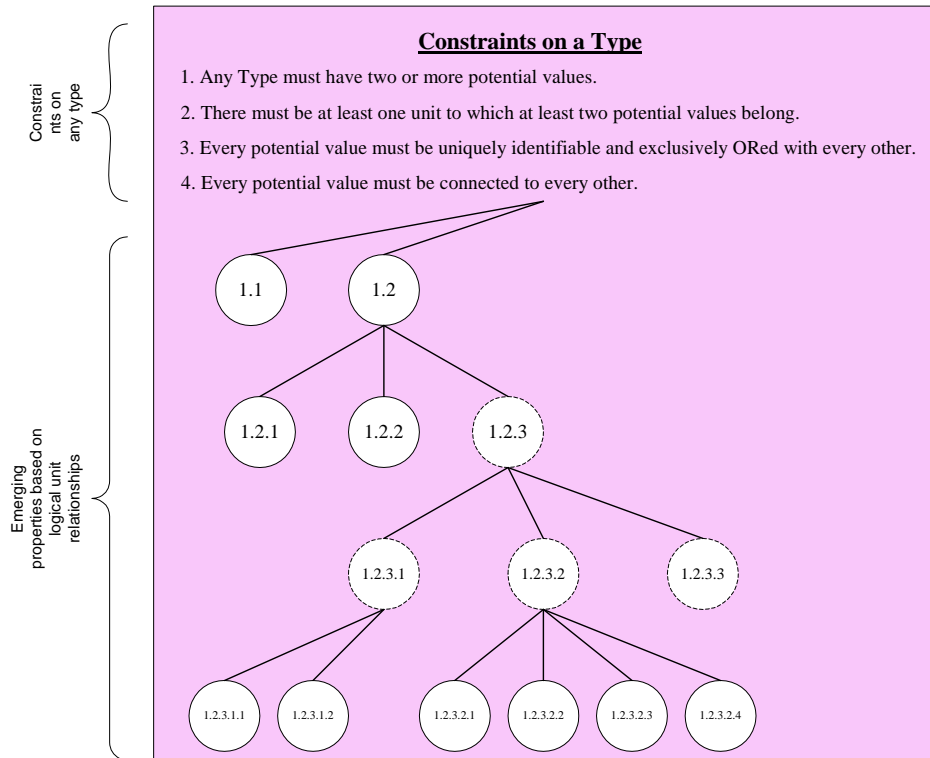 Constraints on a Type
1. Any Type must have two or more potential values.
2. There must be at least one unit to which at least two potential values belong.
3. Every potential value must be uniquely identifiable and exclusively ORed with every other.
4. Every potential value must be connected to every other.
Constrai
nts on
any type
1.1
1.2
Emerging
properties based on
logical unit
relationships
1.2.1
1.2.2
1.2.3
1.2.3.1
1.2.3.2
1.2.3.3
1.2.3.1.1
1.2.3.1.2
1.2.3.2.1
1.2.3.2.2
1.2.3.2.3
1.2.3.2.4